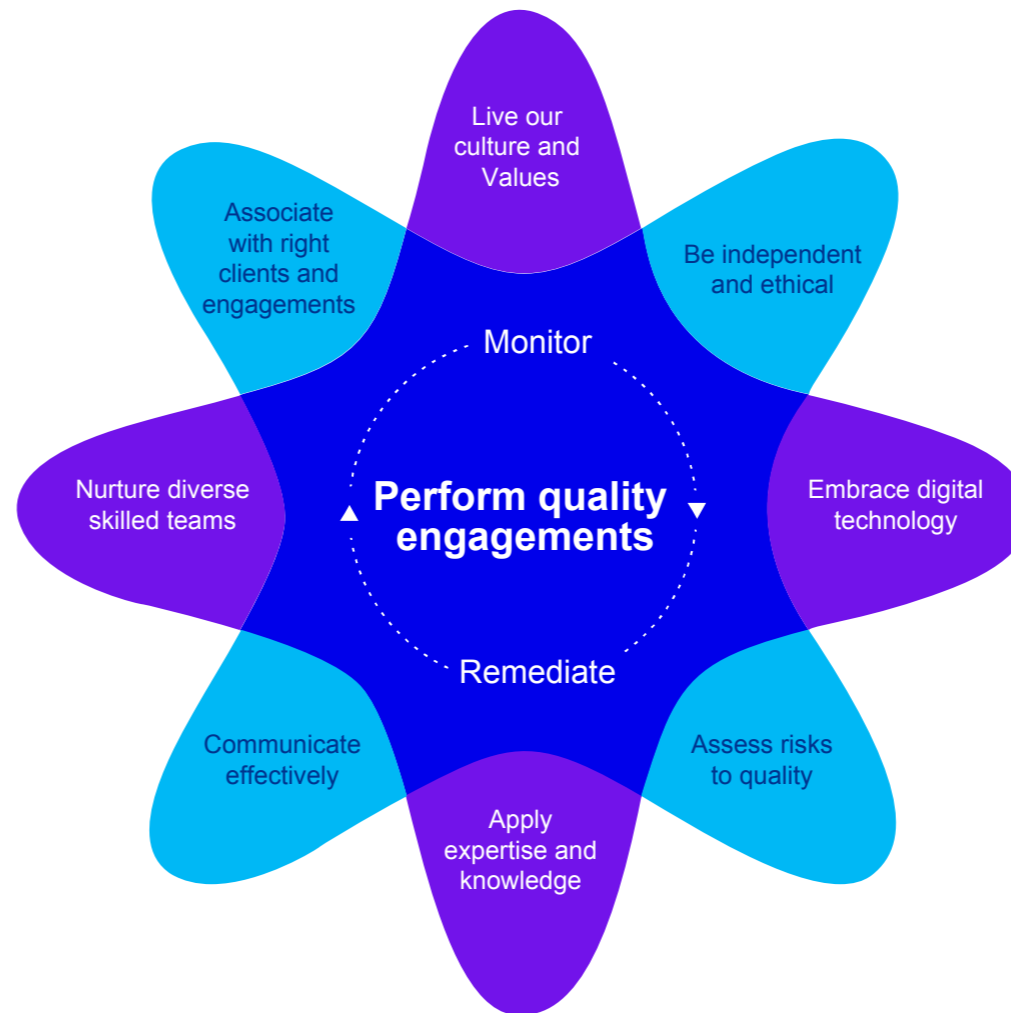 Live our
culture and
Values
Associate
with right
clients and
engagements
Be independent
and ethical
Monitor
Nurture diverse
skilled teams
Perform quality
engagements
Embrace digital
technology
Remediate
Communicate
effectively
Assess risks
to quality
Apply
expertise and
knowledge